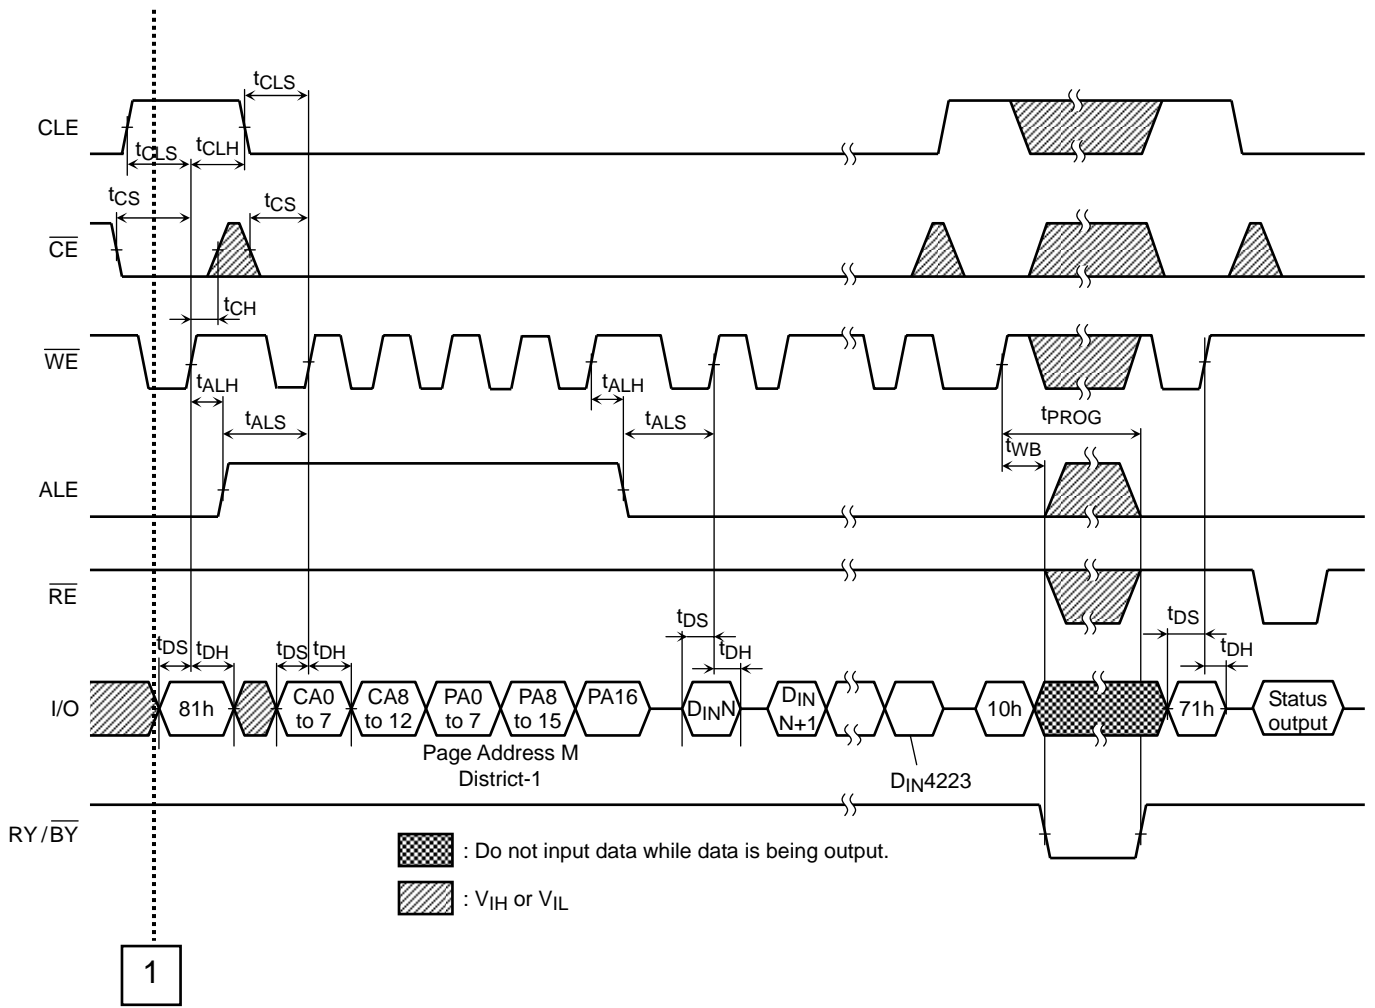 tCLS
CLE
tCLS tCLH
tCS tCS
CE
tCH
WE
tALH tALH
tALS tALS tPROG
tWB
ALE
RE
tDS tDH tDS tDH tDS tDH tDS tDH
I/O 81h CA0 to 7 CA8 to 12 PA0 to 7 PA8 to 15 PA16 DINN DIN N+1 10h 71h Status output
Page Address M
District-1
DIN4223
RY/BY
: Do not input data while data is being output.
: VIH or VIL
1